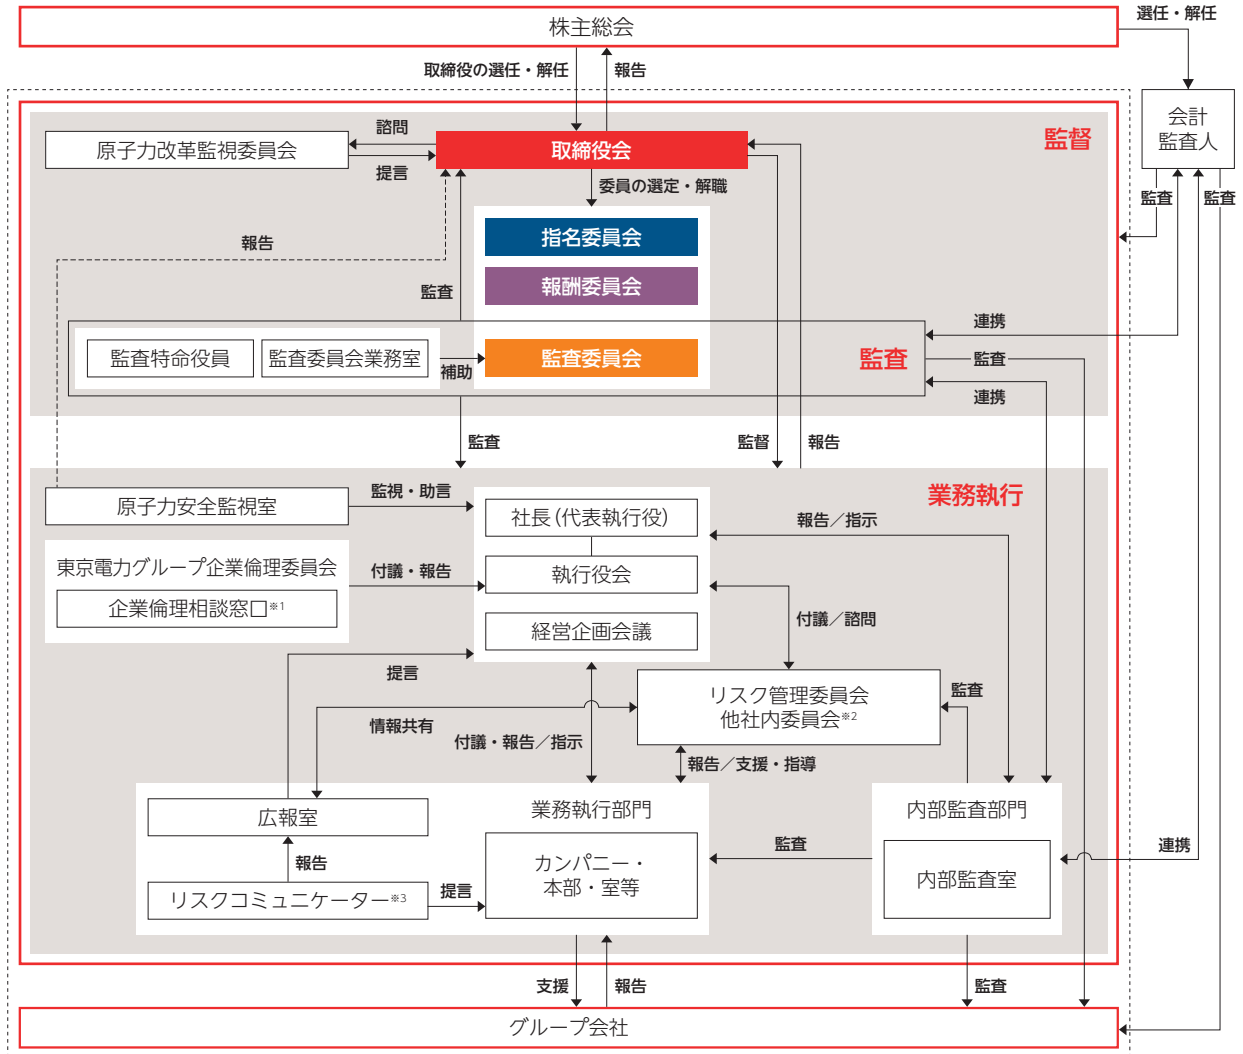 株主総会
選任・解任
取締役の選任・解任
報告
会計
監査人
監督
原子力改革監視委員会
諮問
提言
取締役会
委員の選定・解職
監査
監査
指名委員会
報告
報酬委員会
監査
連携
監査特命役員
監査委員会業務室
補助
監査委員会
監査
監査
連携
監査
監督
報告
業務執行
原子力安全監視室
監視・助言
社長(代表執行役)
報告/指示
東京電力グループ企業倫理委員会
付議・報告
執行役会
企業倫理相談窓口※1
付議/諮問
経営企画会議
提言
リスク管理委員会
他社内委員会※2
監査
情報共有
付議・報告/指示
報告/支援・指導
広報室
業務執行部門
内部監査部門
報告
カンパニー・
本部・室等
監査
連携
内部監査室
リスクコミュニケーター※3
提言
支援
報告
監査
グループ会社